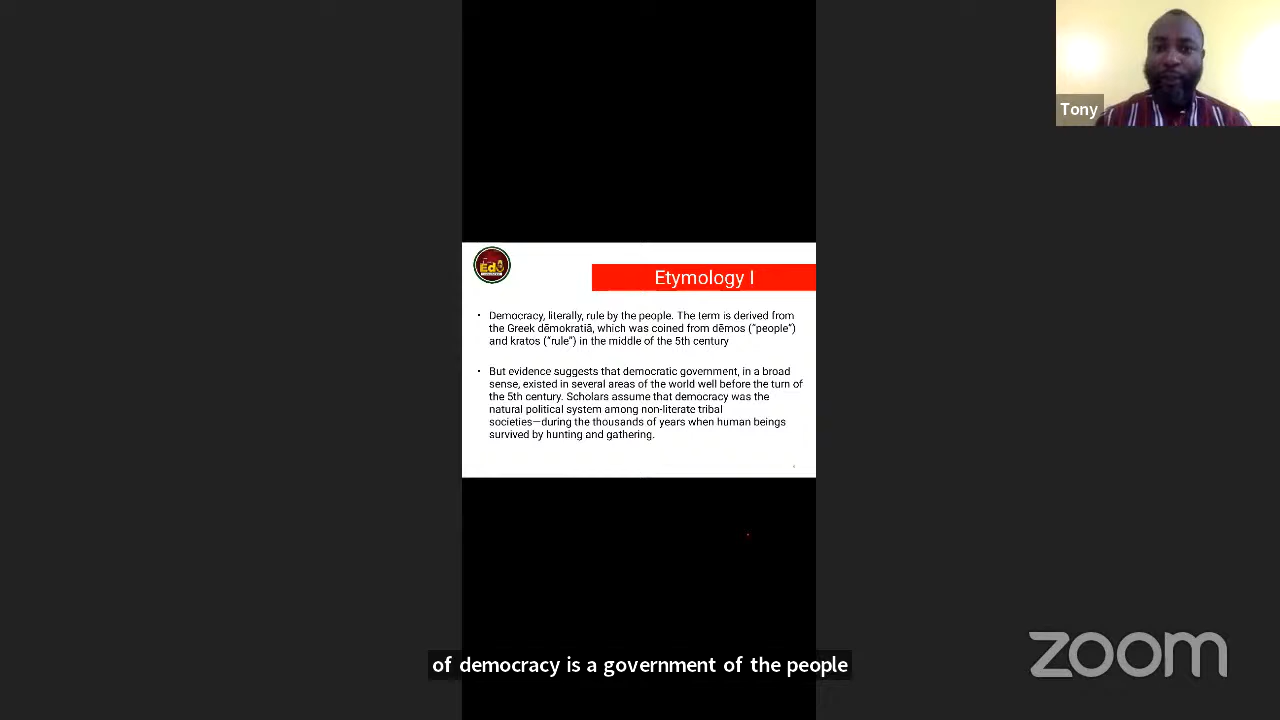 Tony
Edo
Etymology I
• Democracy, literally, rule by the people. The term is derived from
the Greek dēmokratiā, which was coined from dēmos (“people”)
and kratos (“rule”) in the middle of the 5th century
• But evidence suggests that democratic government, in a broad
sense, existed in several areas of the world well before the turn of
the 5th century. Scholars assume that democracy was the
natural political system among non-literate tribal
societies—during the thousands of years when human beings
survived by hunting and gathering.
of democracy is a government of the people
zoom